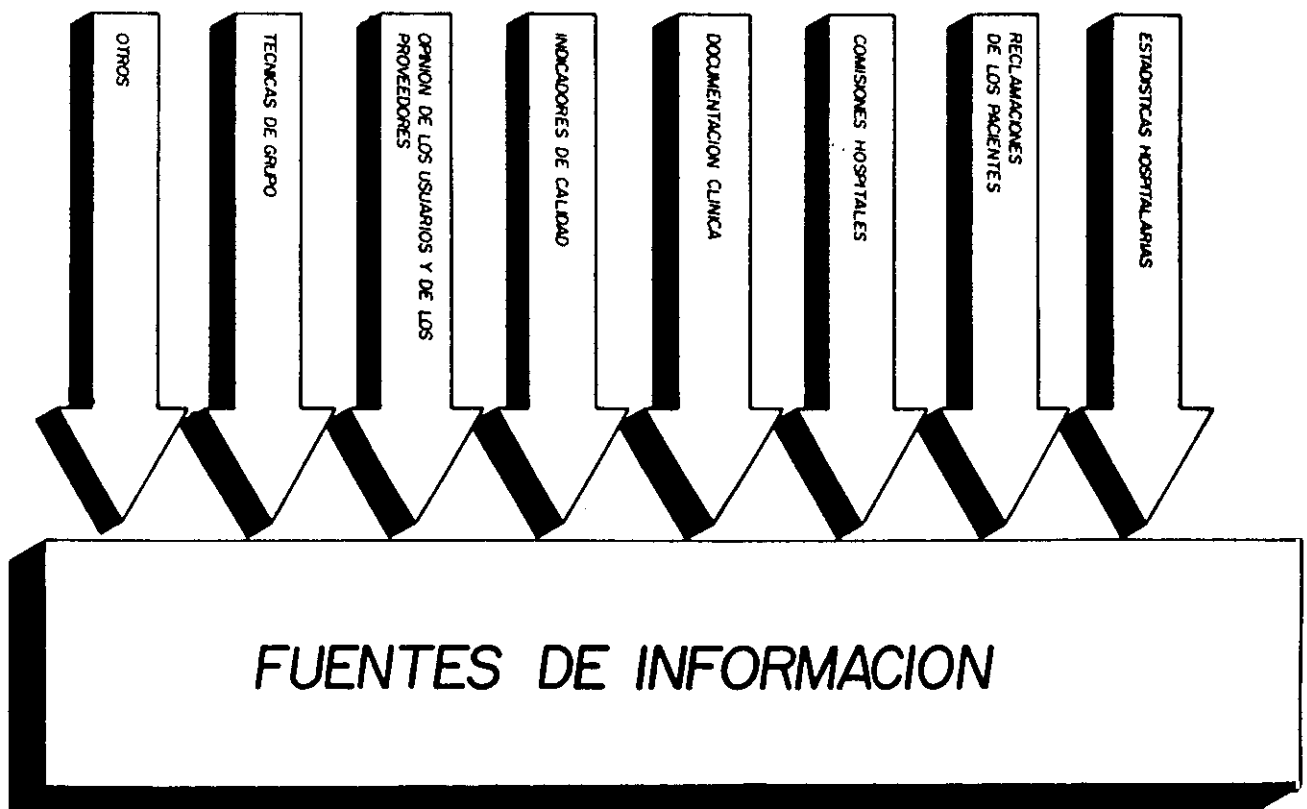 OTROS
TECNICAS DE GRUPO
OPINION DE LOS USUARIOS Y DE LOS
PROVEEDORES
INDICADORES DE CALIDAD
DOCUMENTACION CLINICA
COMISIONES HOSPITALES
RECLAMACIONES
DE LOS PACIENTES
ESTADISTICAS HOSPITALARIAS
FUENTES DE INFORMACION